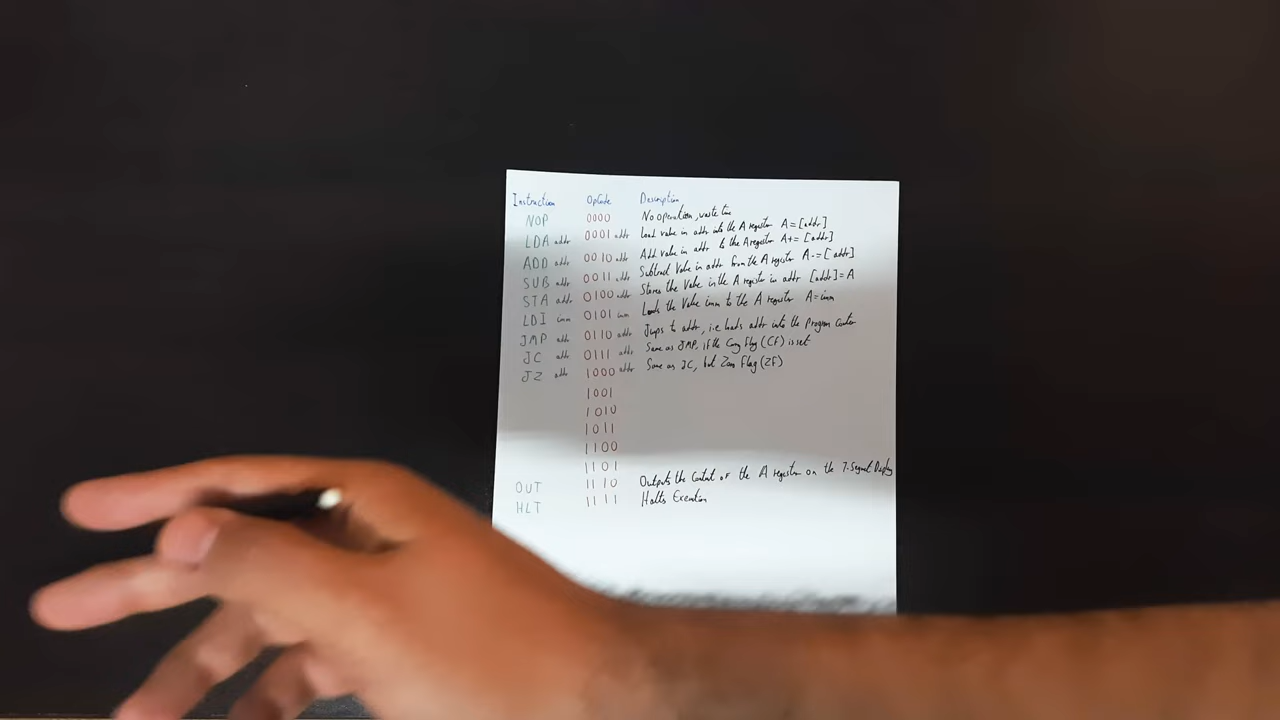 Instruction OpCode Description
NOP 0000 No operation, waste time
LDA addr 0001 addr Load value in addr into the A register A=[addr]
ADD addr 0010 addr Add value in addr to the A register A+=[addr]
SUB addr 0011 addr Subtract Value in addr from the A register A-=[addr]
STA addr 0100 addr Stores the Value in the A register in addr [addr]=A
LDI imm 0101 imm Loads the Value imm to the A register A=imm
JMP addr 0110 addr Jumps to addr, i.e. loads addr into the Program Counter
JC addr 0111 addr Same as JMP, if the Carry Flag (CF) is set
JZ addr 1000 addr Same as JC, but Zero Flag (ZF)
1001
1010
1011
1100
1101
OUT 1110 Outputs the Content of the A register on the 7-Segment Display
HLT 1111 Halts Execution